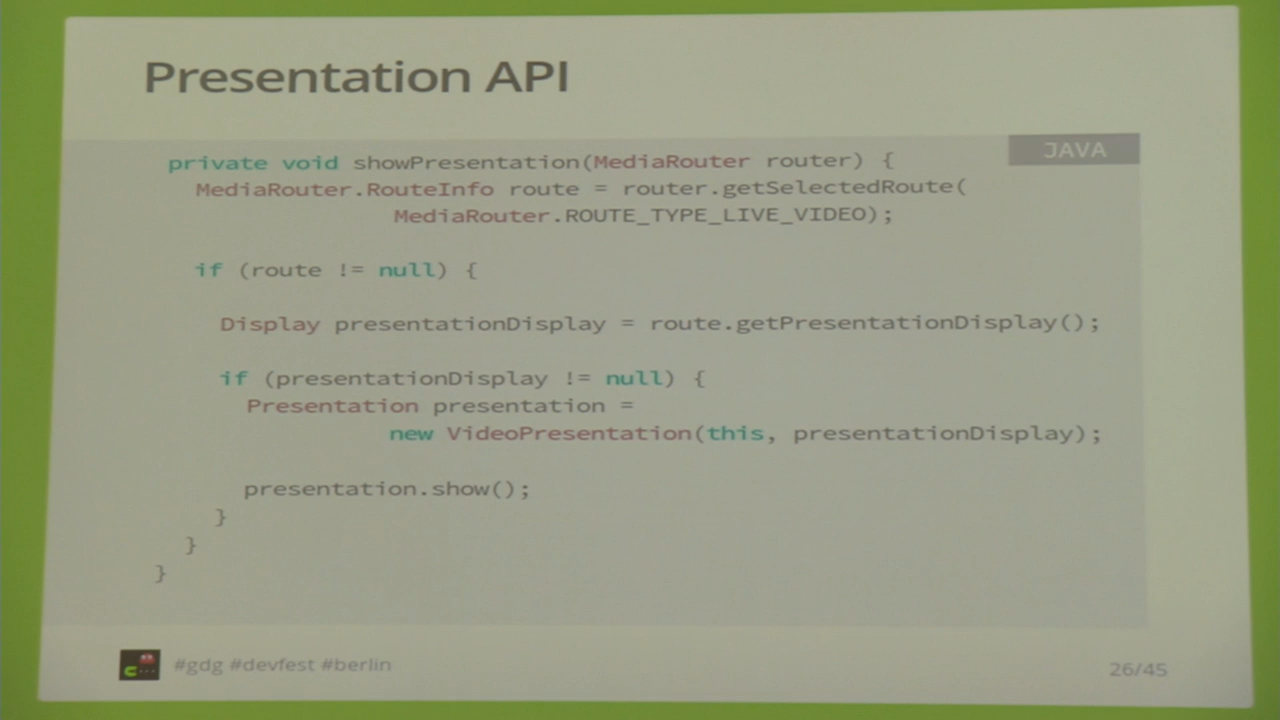 Presentation API
JAVA
private void showPresentation(MediaRouter router) {
MediaRouter.RouteInfo route = router.getSelectedRoute(
MediaRouter.ROUTE_TYPE_LIVE_VIDEO);
if (route != null) {
Display presentationDisplay = route.getPresentationDisplay();
if (presentationDisplay != null) {
Presentation presentation =
new VideoPresentation(this, presentationDisplay);
presentation.show();
}
}
}
#gdg #devfest #berlin
26/45